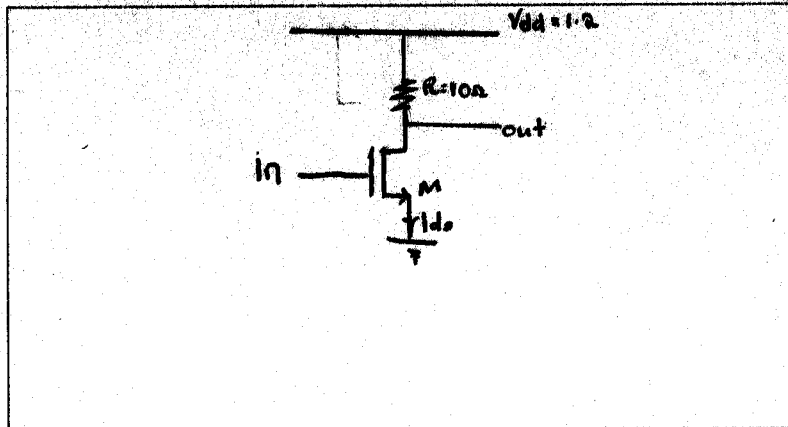 Vdd = 1.2
R=10Ω
out
in
M
Ids